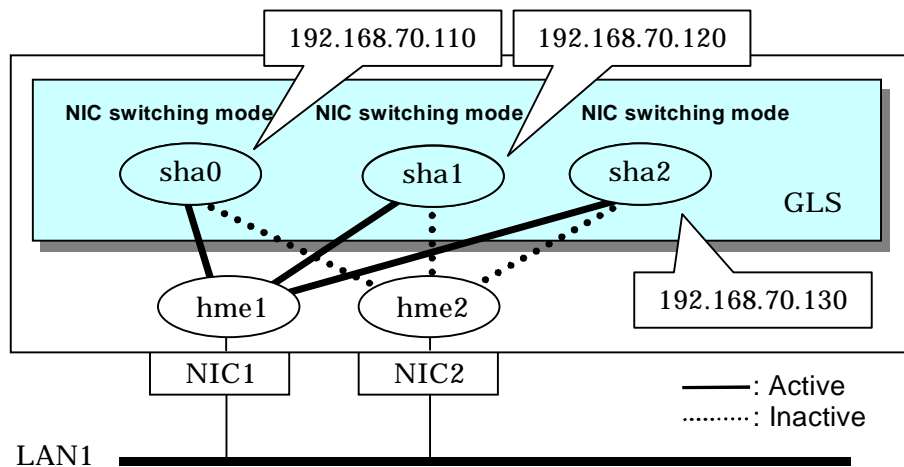 192.168.70.110
192.168.70.120
NIC switching mode
NIC switching mode
NIC switching mode
sha0
sha1
sha2
GLS
192.168.70.130
hme1
hme2
NIC1
NIC2
: Active
: Inactive
LAN1